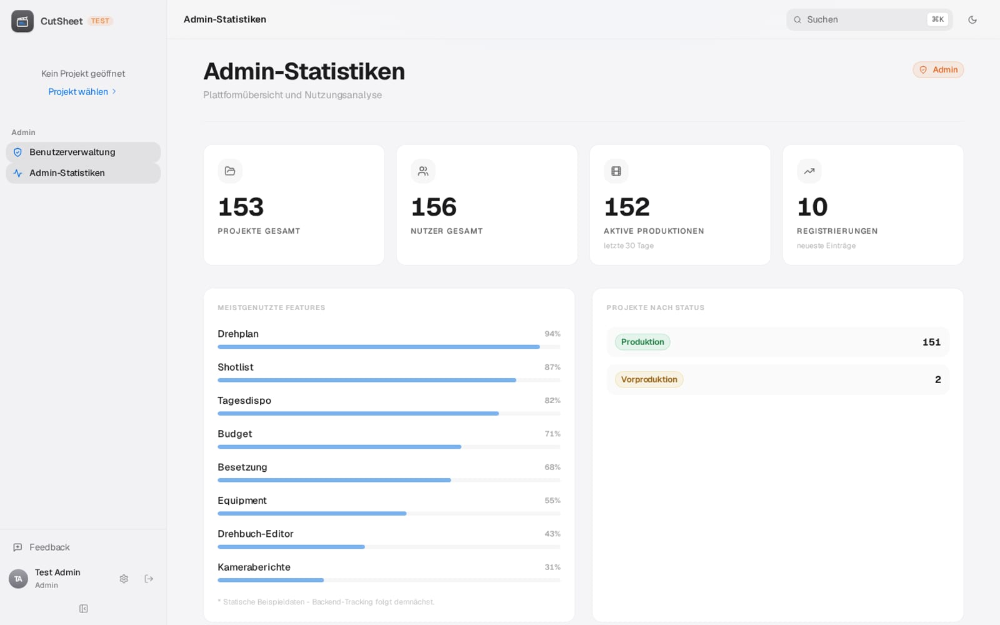 CutSheet TEST
Kein Projekt geöffnet
Projekt wählen
Admin
Benutzerverwaltung
Admin-Statistiken
Feedback
TA
Test Admin
Admin
Admin-Statistiken
Suchen
⌘K
Admin-Statistiken
Plattformübersicht und Nutzungsanalyse
Admin
153
PROJEKTE GESAMT
156
NUTZER GESAMT
152
AKTIVE PRODUKTIONEN
letzte 30 Tage
10
REGISTRIERUNGEN
neueste Einträge
MEISTGENUTZTE FEATURES
Drehplan 94%
Shotlist 87%
Tagesdispo 82%
Budget 71%
Besetzung 68%
Equipment 55%
Drehbuch-Editor 43%
Kameraberichte 31%
* Statische Beispieldaten - Backend-Tracking folgt demnächst.
PROJEKTE NACH STATUS
Produktion 151
Vorproduktion 2